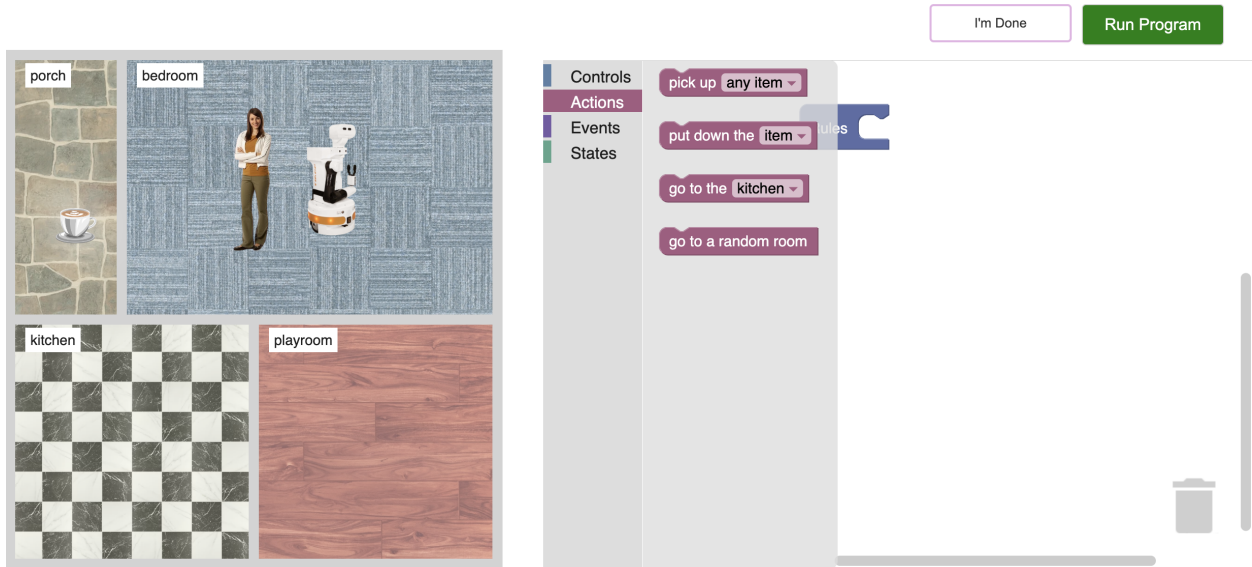 I'm Done
Run Program
porch
bedroom
kitchen
playroom
Controls
Actions
Events
States
pick up any item
put down the item
go to the kitchen
go to a random room
ules